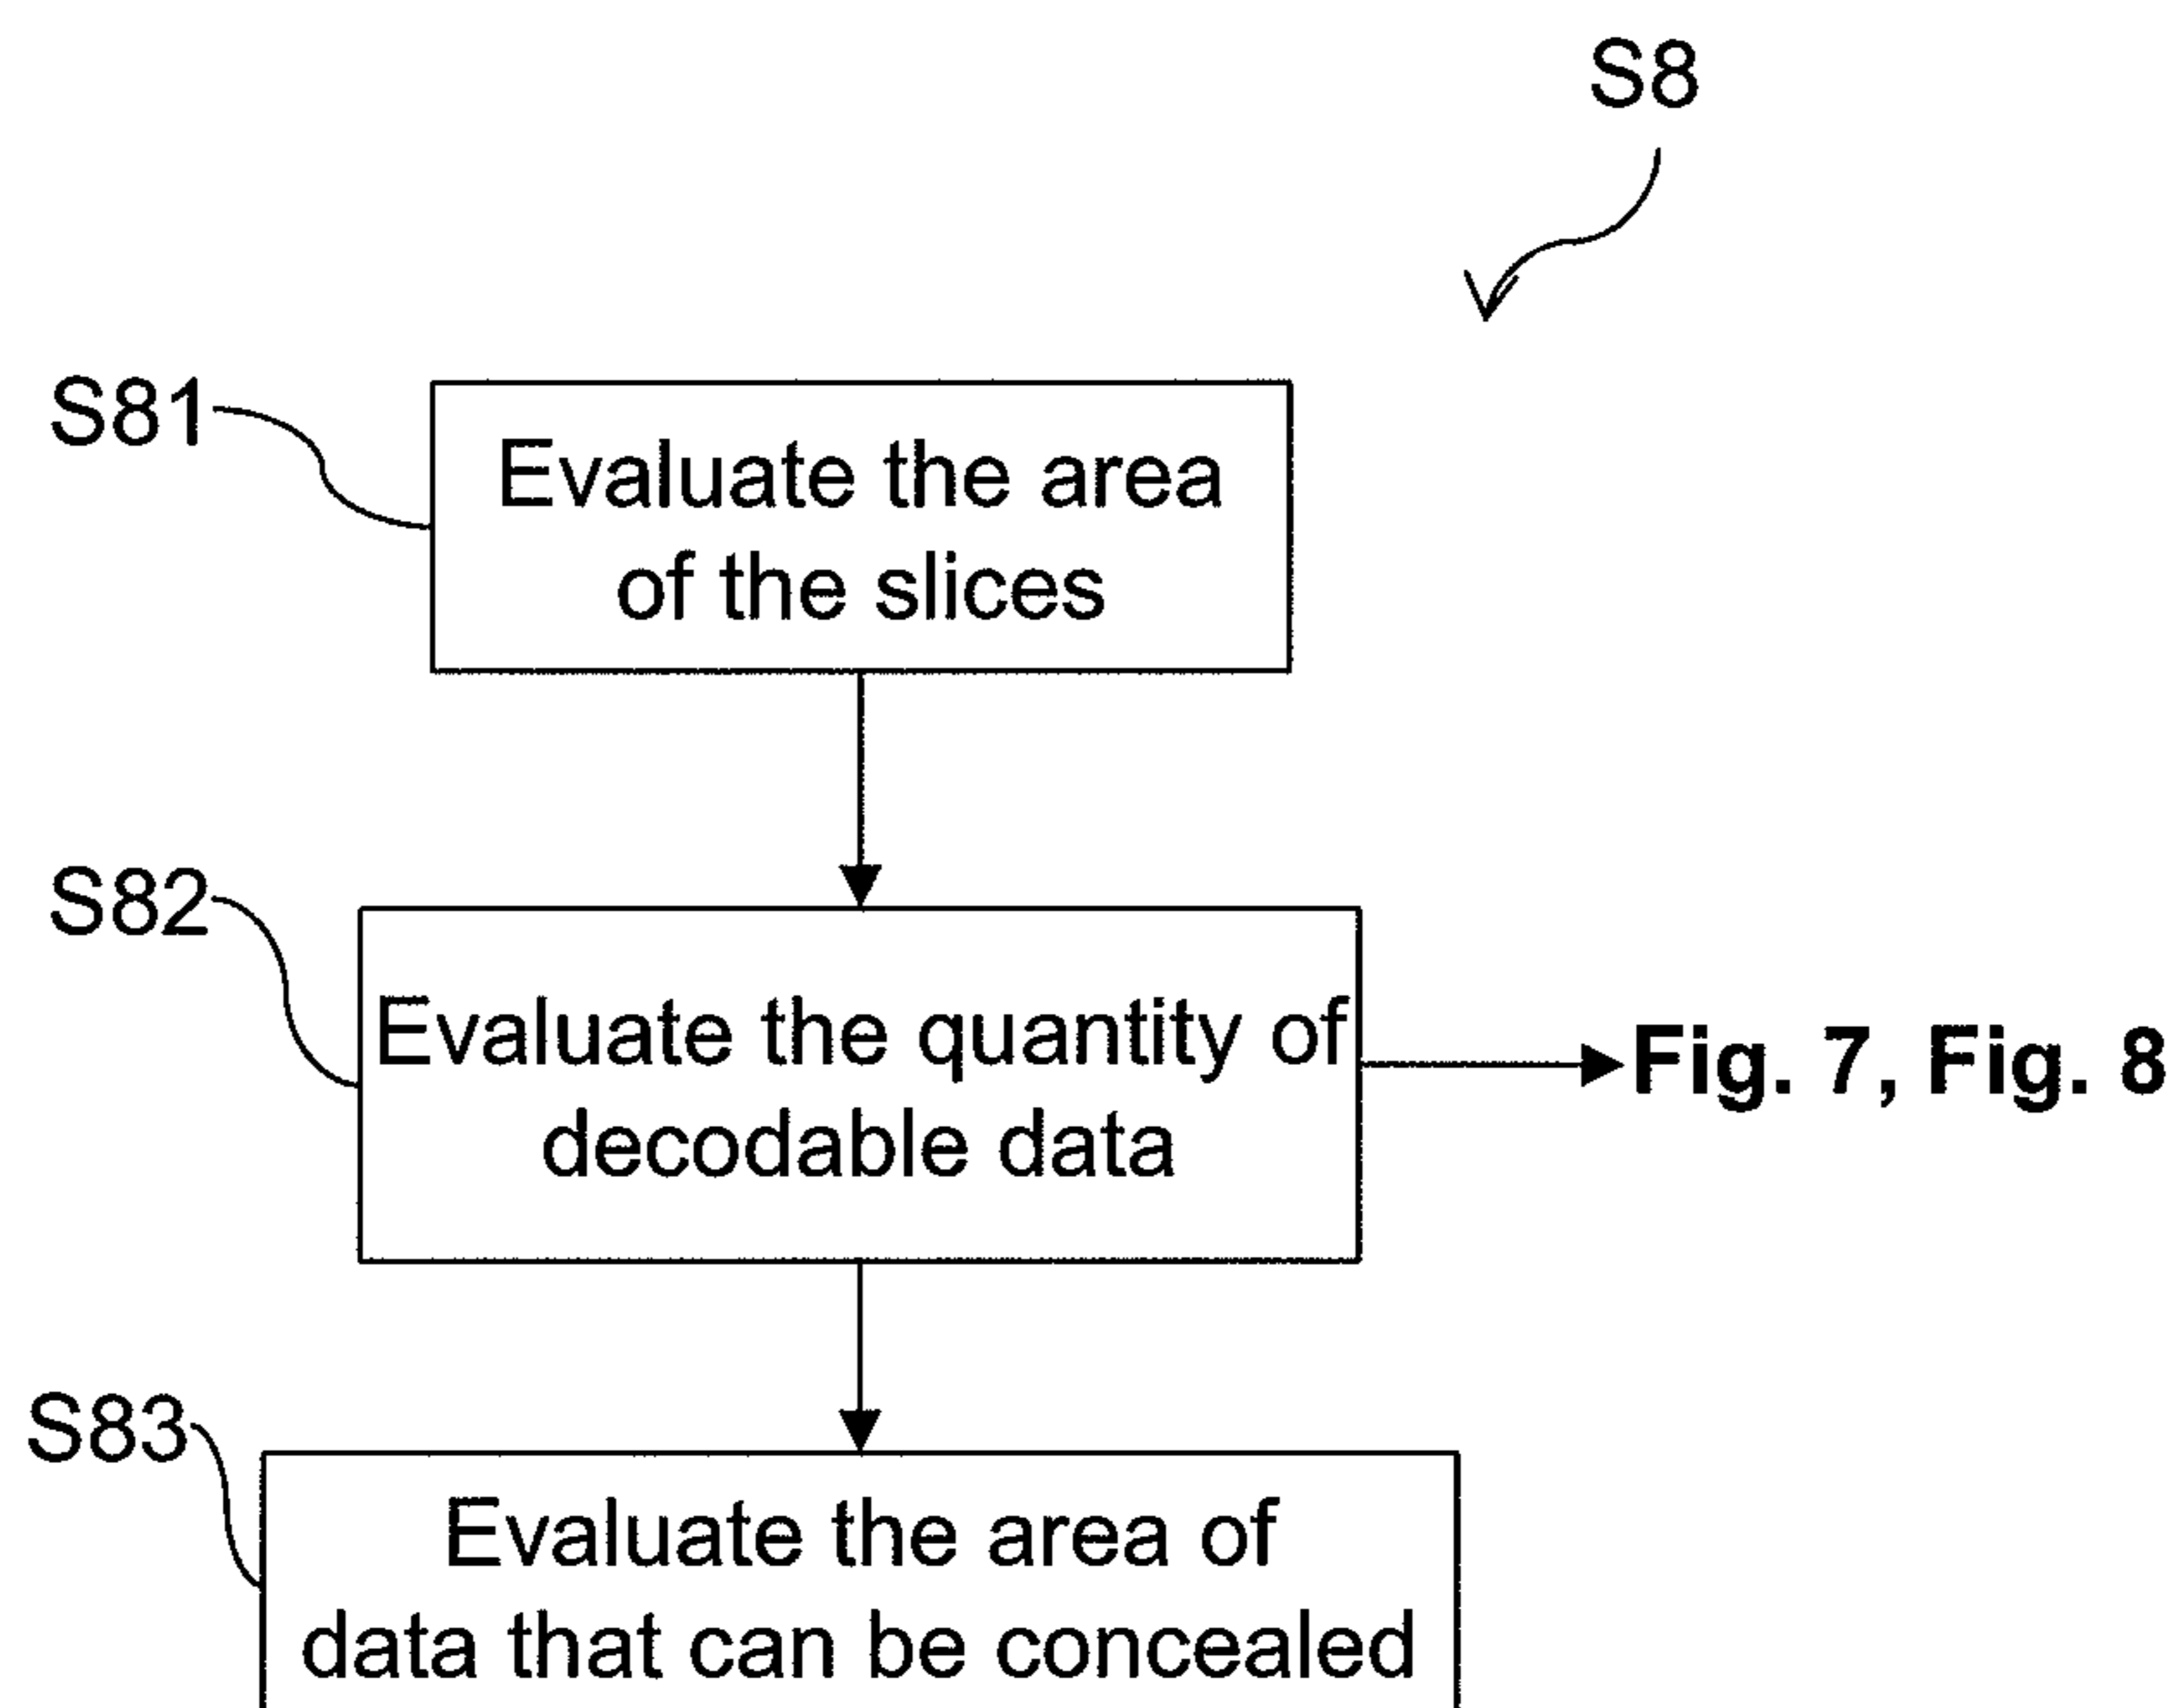 S8
S81
Evaluate the area
of the slices
S82
Evaluate the quantity of
decodable data
Fig. 7, Fig. 8
S83
Evaluate the area of
data that can be concealed